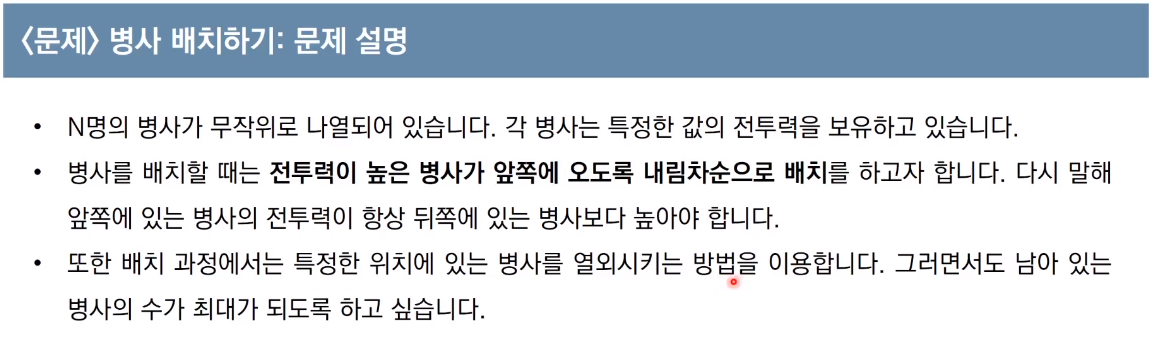 〈문제〉 병사 배치하기: 문제 설명
• N명의 병사가 무작위로 나열되어 있습니다. 각 병사는 특정한 값의 전투력을 보유하고 있습니다.
• 병사를 배치할 때는 전투력이 높은 병사가 앞쪽에 오도록 내림차순으로 배치를 하고자 합니다. 다시 말해
앞쪽에 있는 병사의 전투력이 항상 뒤쪽에 있는 병사보다 높아야 합니다.
• 또한 배치 과정에서는 특정한 위치에 있는 병사를 열외시키는 방법을 이용합니다. 그러면서도 남아 있는
병사의 수가 최대가 되도록 하고 싶습니다.